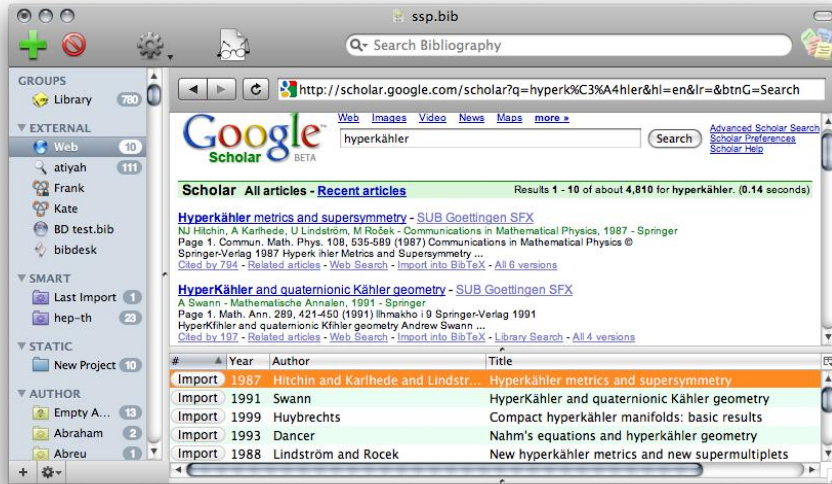 ssp.bib
Search Bibliography
GROUPS
Library 780
EXTERNAL
Web 10
atiyah 111
Frank
Kate
BD test.bib
bibdesk
SMART
Last Import 1
hep-th 23
STATIC
New Project 10
AUTHOR
Empty A... 13
Abraham 2
Abreu 1
http://scholar.google.com/scholar?q=hyperk%C3%A4hler&hl=en&lr=&btnG=Search
Web Images Video News Maps more »
Google Scholar BETA
hyperkähler Search
Advanced Scholar Search
Scholar Preferences
Scholar Help
Scholar All articles - Recent articles Results 1 - 10 of about 4,810 for hyperkähler. (0.14 seconds)
Hyperkähler metrics and supersymmetry - SUB Goettingen SFX
NJ Hitchin, A Karlhede, U Lindström, M Roček - Communications in Mathematical Physics, 1987 - Springer
Page 1. Commun. Math. Phys. 108, 535-589 (1987) Communications in Mathematical Physics ©
Springer-Verlag 1987 Hyperk ihler Metrics and Supersymmetry ...
Cited by 794 - Related articles - Web Search - Import into BibTeX - All 6 versions
HyperKähler and quaternionic Kähler geometry - SUB Goettingen SFX
A Swann - Mathematische Annalen, 1991 - Springer
Page 1. Math. Ann. 289, 421-450 (1991) Ilhmakho i 9 Springer-Verlag 1991
HyperKfihler and quaternionic Kfihler geometry Andrew Swann ...
Cited by 197 - Related articles - Web Search - Import into BibTeX - Library Search - All 4 versions
# Year Author Title
Import 1987 Hitchin and Karlhede and Lindstr... Hyperkähler metrics and supersymmetry
Import 1991 Swann HyperKähler and quaternionic Kähler geometry
Import 1999 Huybrechts Compact hyperkähler manifolds: basic results
Import 1993 Dancer Nahm's equations and hyperkähler geometry
Import 1988 Lindström and Rocek New hyperkähler metrics and new supermultiplets